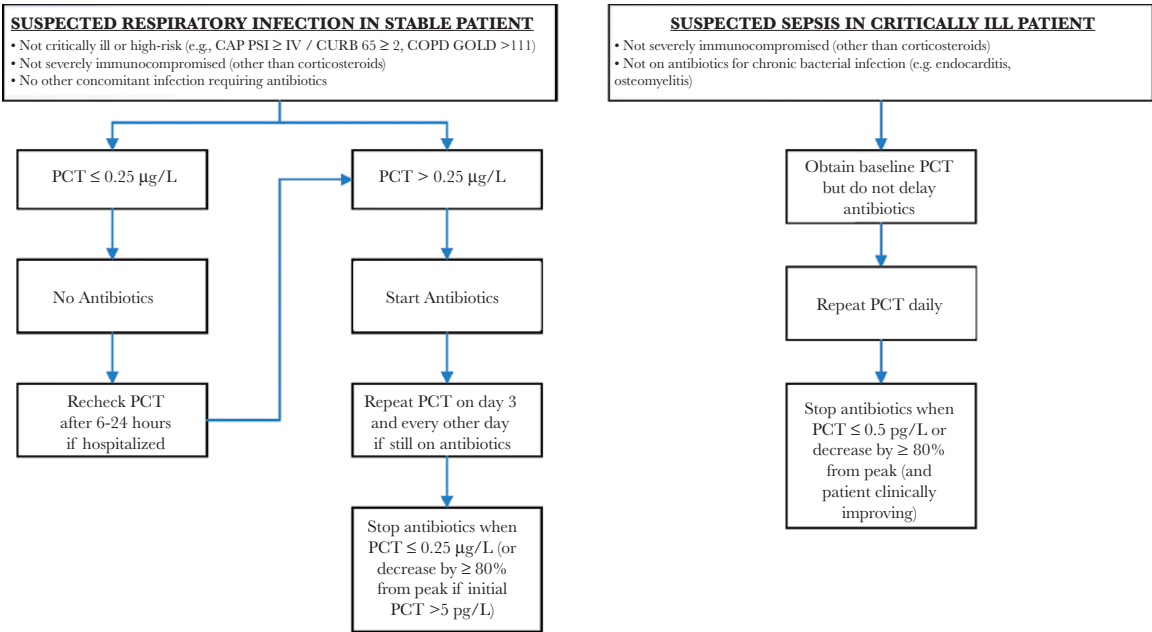 SUSPECTED RESPIRATORY INFECTION IN STABLE PATIENT
• Not critically ill or high-risk (e.g., CAP PSI ≥ IV / CURB 65 ≥ 2, COPD GOLD >111)
• Not severely immunocompromised (other than corticosteroids)
• No other concomitant infection requiring antibiotics
PCT ≤ 0.25 μg/L
No Antibiotics
Recheck PCT
after 6-24 hours
if hospitalized
PCT > 0.25 μg/L
Start Antibiotics
Repeat PCT on day 3
and every other day
if still on antibiotics
Stop antibiotics when
PCT ≤ 0.25 μg/L (or
decrease by ≥ 80%
from peak if initial
PCT >5 pg/L)
SUSPECTED SEPSIS IN CRITICALLY ILL PATIENT
• Not severely immunocompromised (other than corticosteroids)
• Not on antibiotics for chronic bacterial infection (e.g. endocarditis,
osteomyelitis)
Obtain baseline PCT
but do not delay
antibiotics
Repeat PCT daily
Stop antibiotics when
PCT ≤ 0.5 pg/L or
decrease by ≥ 80%
from peak (and
patient clinically
improving)